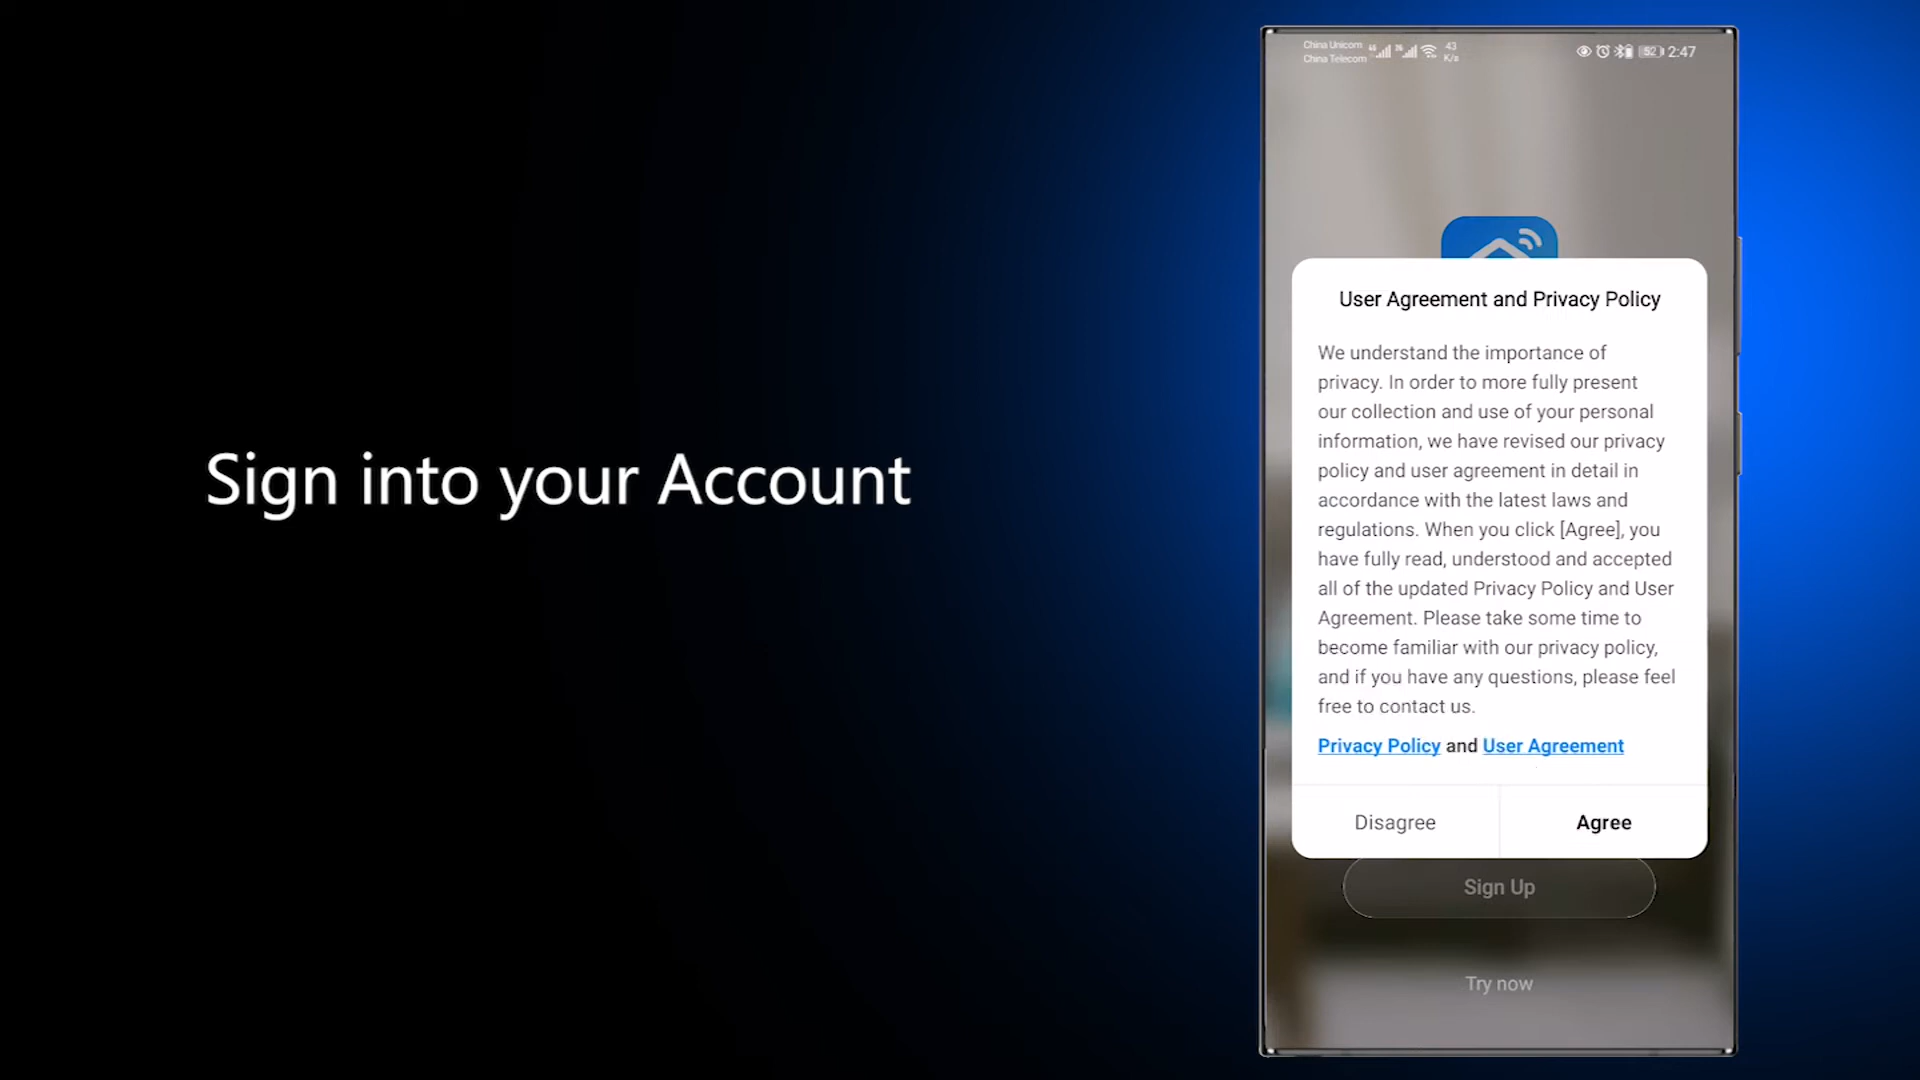 China Unicom
China Telecom
43
K/s
52
2:47
User Agreement and Privacy Policy
We understand the importance of
privacy. In order to more fully present
our collection and use of your personal
information, we have revised our privacy
policy and user agreement in detail in
accordance with the latest laws and
regulations. When you click [Agree], you
have fully read, understood and accepted
all of the updated Privacy Policy and User
Agreement. Please take some time to
become familiar with our privacy policy,
and if you have any questions, please feel
free to contact us.
Privacy Policy and User Agreement
Disagree
Agree
Sign Up
Try now
Sign into your Account